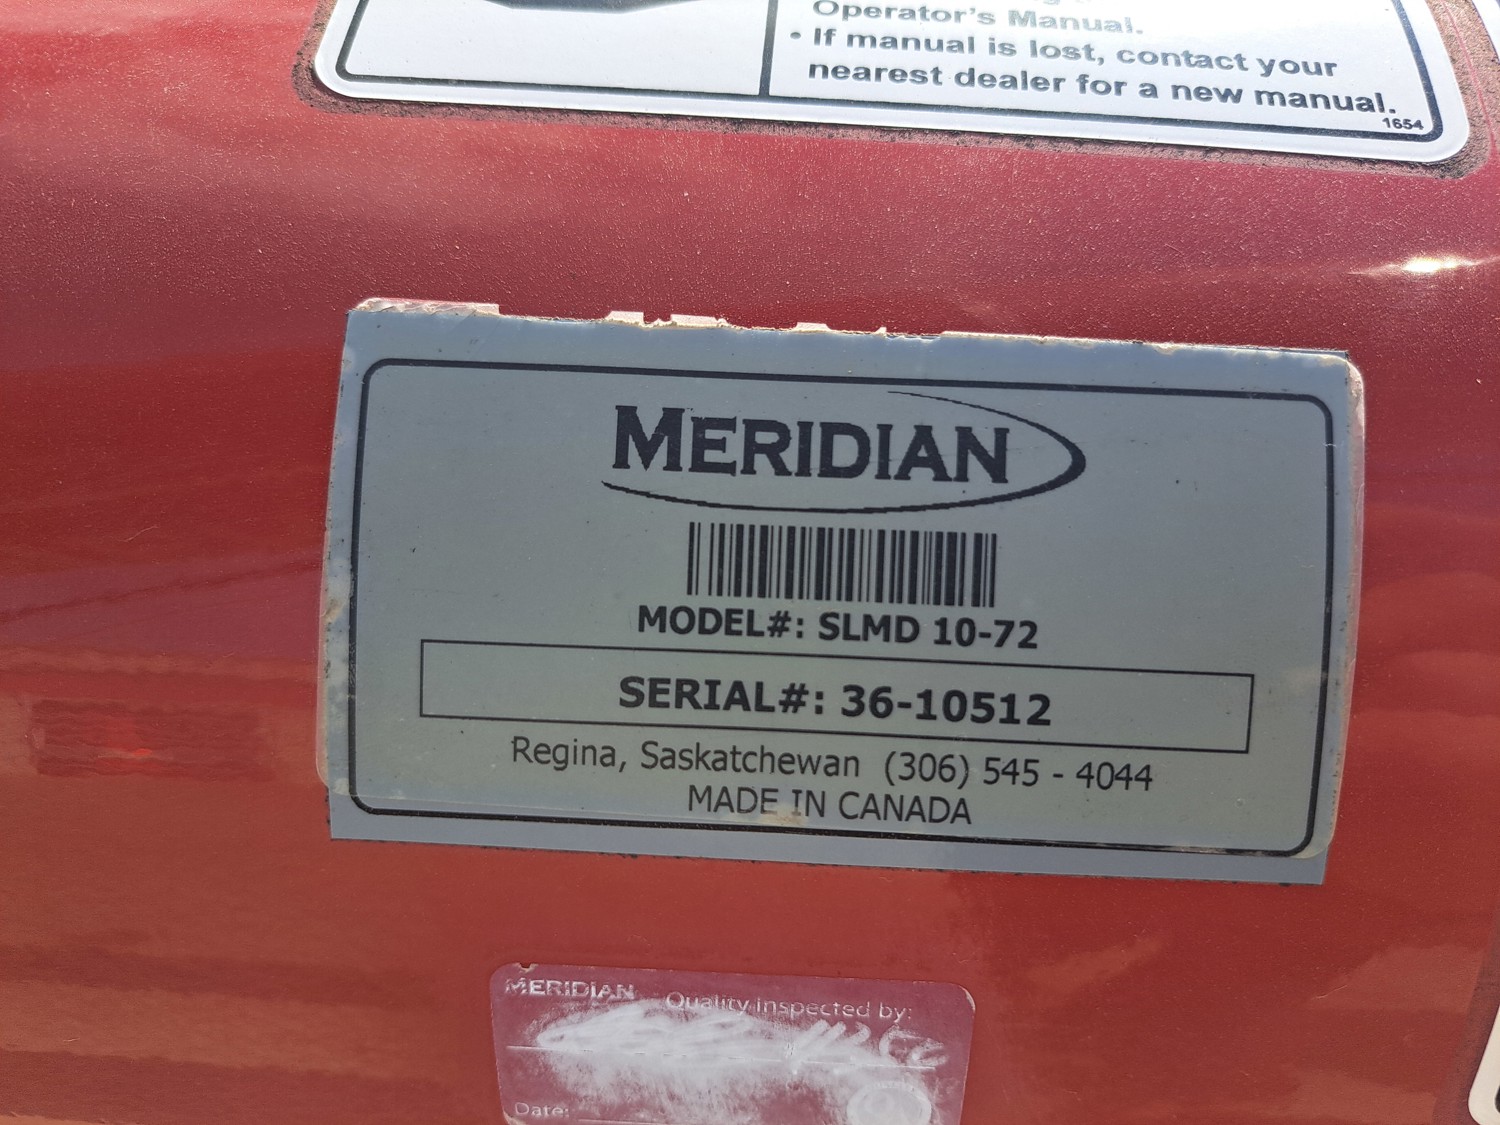 Operator's Manual.
• If manual is lost, contact your
nearest dealer for a new manual.
1654
MERIDIAN
MODEL#: SLMD 10-72
SERIAL#: 36-10512
Regina, Saskatchewan (306) 545 - 4044
MADE IN CANADA
MERIDIAN Quality inspected by:
Date: